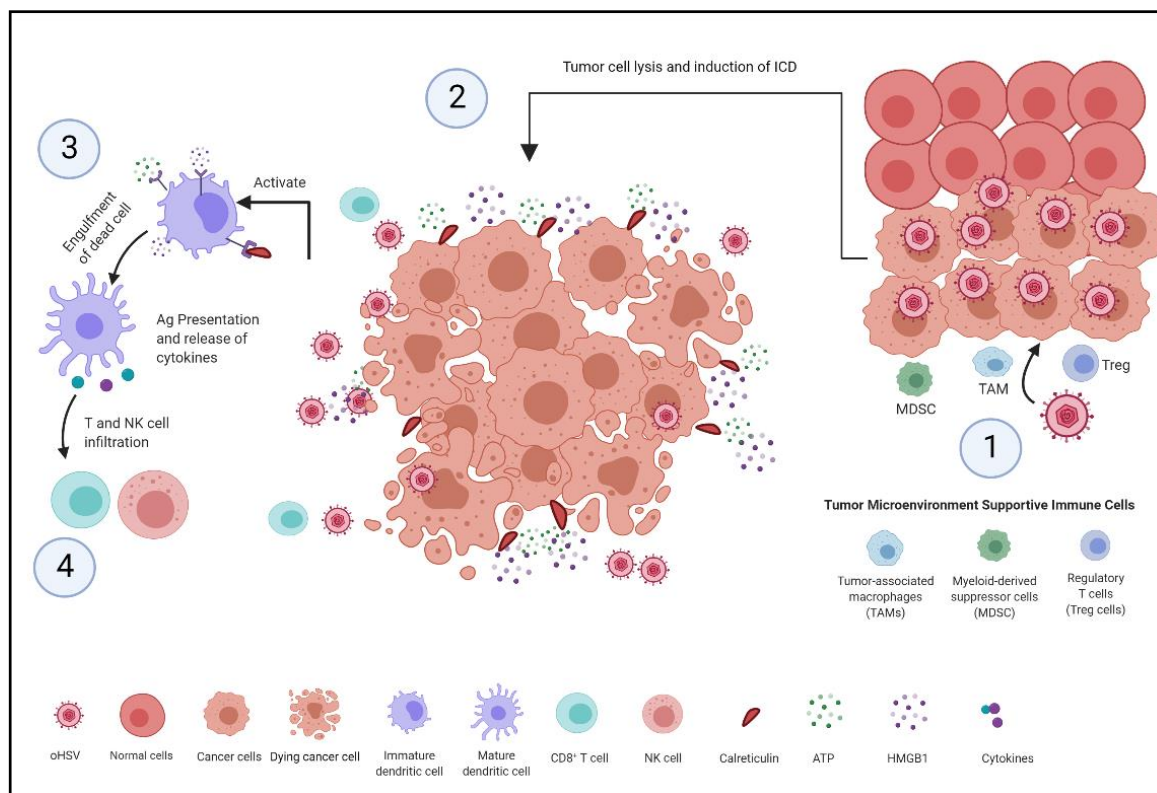 Tumor cell lysis and induction of ICD
2
3
Activate
Engulfment
of dead cell
Ag Presentation
and release of
cytokines
T and NK cell
infiltration
4
MDSC
TAM
Treg
1
Tumor Microenvironment Supportive Immune Cells
Tumor-associated
macrophages
(TAMs)
Myeloid-derived
suppressor cells
(MDSC)
Regulatory
T cells
(Treg cells)
oHSV
Normal cells
Cancer cells
Dying cancer cell
Immature
dendritic cell
Mature
dendritic cell
CD8⁺ T cell
NK cell
Calreticulin
ATP
HMGB1
Cytokines